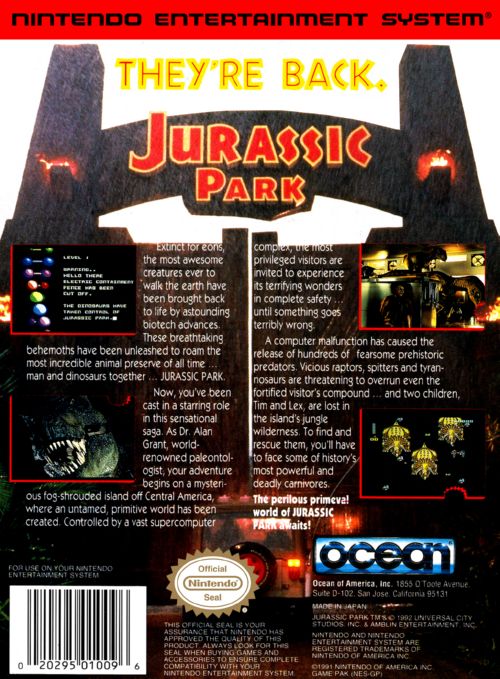 NINTENDO ENTERTAINMENT SYSTEM®
THEY'RE BACK.
JURASSIC
PARK
LEVEL 1
WARNING..
HELLO THERE
ELECTRIC CONTAINMENT
FENCE HAS BEEN
CUT OFF.
THE DINOSAURS HAVE
TAKEN CONTROL OF
JURASSIC PARK-
Extinct for eons,
the most awesome
creatures ever to
walk the earth have
been brought back
to life by astounding
biotech advances.
These breathtaking
behemoths have been unleashed to roam the
most incredible animal preserve of all time ...
man and dinosaurs together ... JURASSIC PARK.
Now, you've been
cast in a starring role
in this sensational
saga. As Dr. Alan
Grant, world-
renowned paleontol-
ogist, your adventure
begins on a mysteri-
ous fog-shrouded island off Central America,
where an untamed, primitive world has been
created. Controlled by a vast supercomputer
complex, the most
privileged visitors are
invited to experience
its terrifying wonders
in complete safety ...
until something goes
terribly wrong.
A computer malfunction has caused the
release of hundreds of fearsome prehistoric
predators. Vicious raptors, spitters and tyran-
nosaurs are threatening to overrun even the
fortified visitor's compound ... and two children,
Tim and Lex, are lost in
the island's jungle
wilderness. To find and
rescue them, you'll have
to face some of history's
most powerful and
deadly carnivores.
The perilous primeval
world of JURASSIC
PARK awaits!
FOR USE ON YOUR NINTENDO
ENTERTAINMENT SYSTEM
0 20295 01009 6
Official
Nintendo
Seal
THIS OFFICIAL SEAL IS YOUR
ASSURANCE THAT NINTENDO HAS
APPROVED THE QUALITY OF THIS
PRODUCT. ALWAYS LOOK FOR THIS
SEAL WHEN BUYING GAMES AND
ACCESSORIES TO ENSURE COMPLETE
COMPATIBILITY WITH YOUR
Nintendo Entertainment System.
ocean®
Ocean of America, Inc. 1855 O'Toole Avenue,
Suite D-102, San Jose, California 95131
MADE IN JAPAN
JURASSIC PARK TM & © 1992 UNIVERSAL CITY
STUDIOS, INC. & AMBLIN ENTERTAINMENT, INC.
NINTENDO AND NINTENDO
ENTERTAINMENT SYSTEM ARE
REGISTERED TRADEMARKS OF
NINTENDO OF AMERICA INC.
©1991 NINTENDO OF AMERICA INC.
GAME PAK (NES-GP)